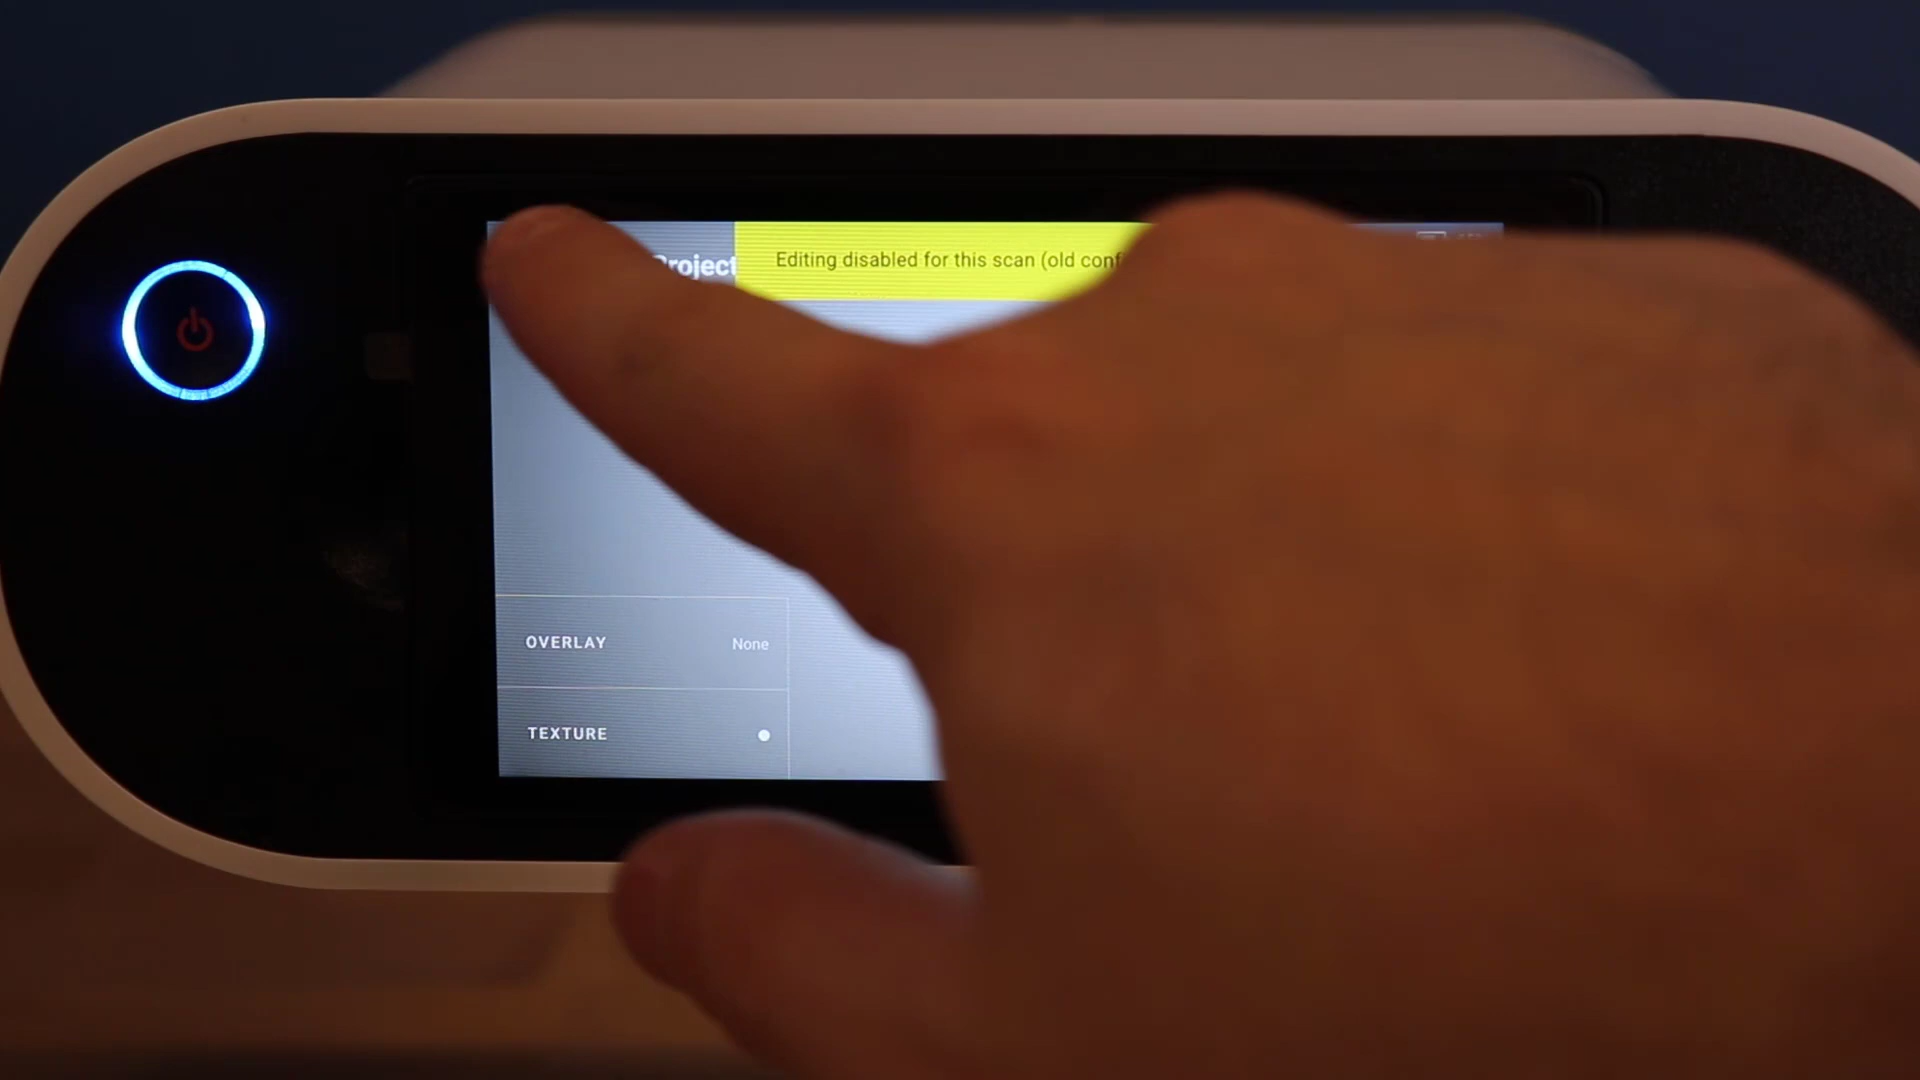 Project
Editing disabled for this scan (old conf
OVERLAY
None
TEXTURE